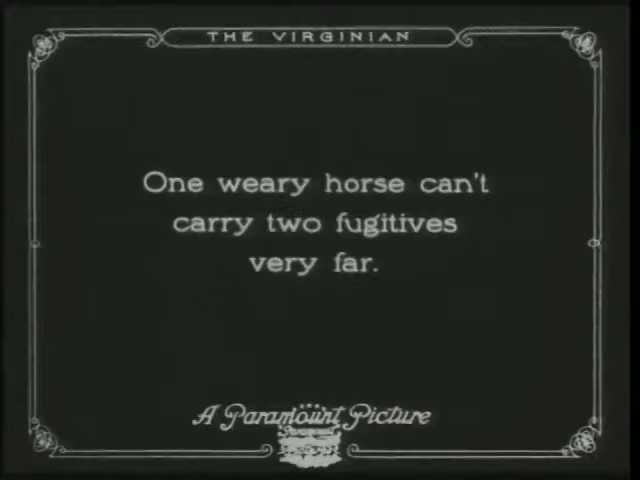 THE VIRGINIAN
One weary horse can't
carry two fugitives
very far.
A Paramount Picture